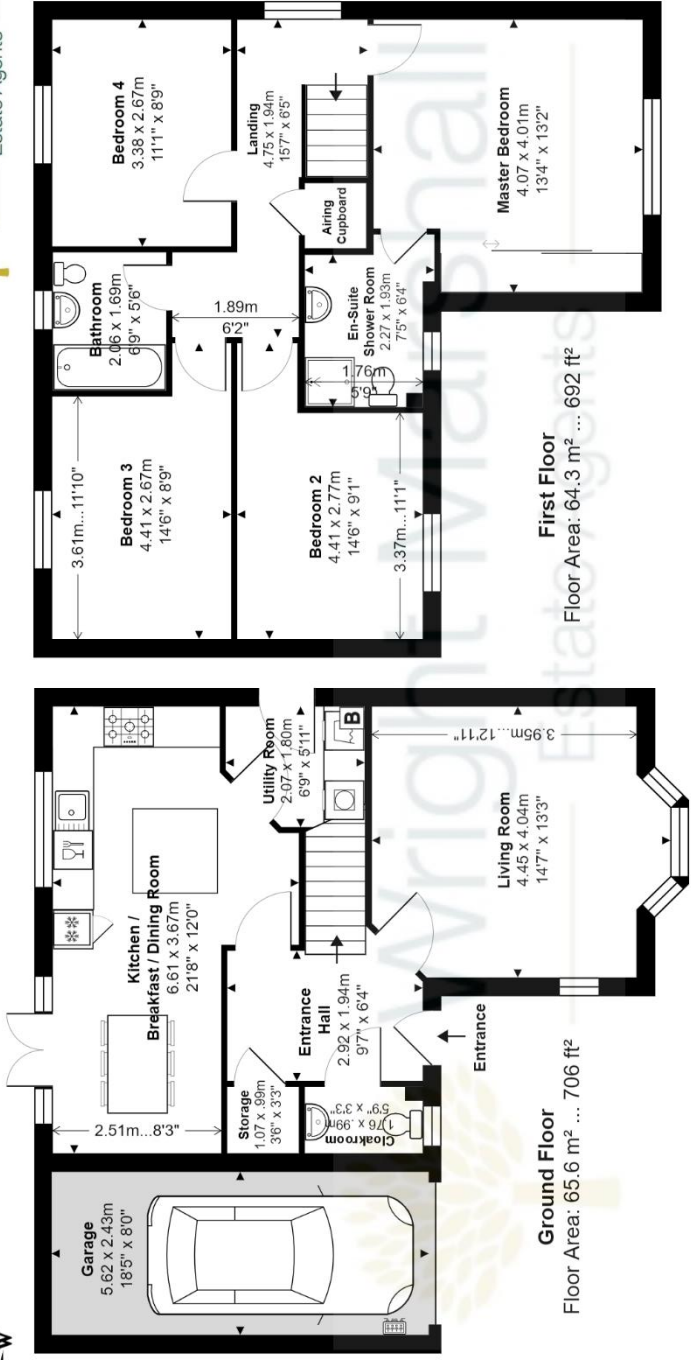 Estate Agents
W
Bedroom 4
3.38 x 2.67m
11'1" x 8'9"
Landing
4.75 x 1.94m
15'7" x 6'5"
Master Bedroom
4.07 x 4.01m
13'4" x 13'2"
Airing
Cupboard
Bathroom
2.06 x 1.69m
6'9" x 5'6"
1.89m
6'2"
En-Suite
Shower Room
2.27 x 1.93m
7'5" x 6'4"
1.76m
5'9"
3.61m...11'10"
Bedroom 3
4.41 x 2.67m
14'6" x 8'9"
Bedroom 2
4.41 x 2.77m
14'6" x 9'1"
3.37m...11'1"
First Floor
Floor Area: 64.3 m² ... 692 ft²
Kitchen /
Breakfast / Dining Room
6.61 x 3.67m
21'8" x 12'0"
Utility Room
2.07 x 1.80m
6'9" x 5'11"
B
3.95m...12'11"
Living Room
4.45 x 4.04m
14'7" x 13'3"
Entrance
Hall
2.92 x 1.94m
9'7" x 6'4"
Entrance
2.51m...8'3"
Storage
1.07 x .99m
3'6" x 3'3"
Cloakroom
1.76 x .99m
5'9" x 3'3"
Garage
5.62 x 2.43m
18'5" x 8'0"
Ground Floor
Floor Area: 65.6 m² ... 706 ft²
Wright Marshall
Estate Agents